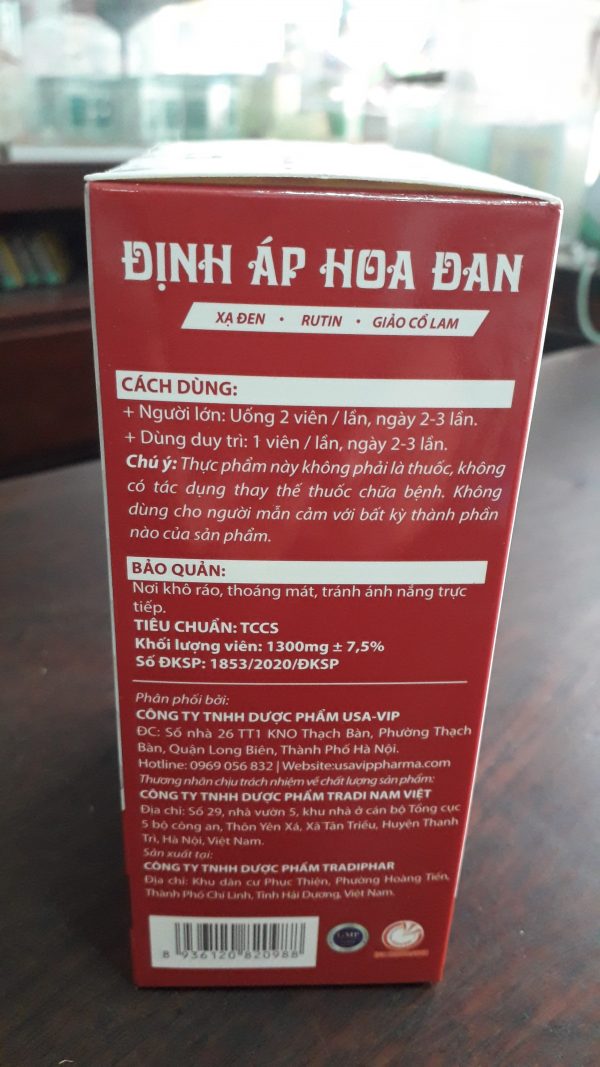 ĐỊNH ÁP HOA ĐAN
XẠ ĐEN • RUTIN • GIẢO CỔ LAM
CÁCH DÙNG:
+ Người lớn: Uống 2 viên / lần, ngày 2-3 lần.
+ Dùng duy trì: 1 viên / lần, ngày 2-3 lần.
Chú ý: Thực phẩm này không phải là thuốc, không
có tác dụng thay thế thuốc chữa bệnh. Không
dùng cho người mẫn cảm với bất kỳ thành phần
nào của sản phẩm.
BẢO QUẢN:
Nơi khô ráo, thoáng mát, tránh ánh nắng trực
tiếp.
TIÊU CHUẨN: TCCS
Khối lượng viên: 1300mg ± 7,5%
Số ĐKSP: 1853/2020/ĐKSP
Phân phối bởi:
CÔNG TY TNHH DƯỢC PHẨM USA-VIP
ĐC: Số nhà 26 TT1 KNO Thạch Bàn, Phường Thạch
Bàn, Quận Long Biên, Thành Phố Hà Nội.
Hotline: 0969 056 832 | Website:usavippharma.com
Thương nhân chịu trách nhiệm về chất lượng sản phẩm:
CÔNG TY TNHH DƯỢC PHẨM TRADI NAM VIỆT
Địa chỉ: Số 29, nhà vườn 5, khu nhà ở cán bộ Tổng cục
5 bộ công an, Thôn Yên Xá, Xã Tân Triều, Huyện Thanh
Trì, Hà Nội, Việt Nam.
Sản xuất tại:
CÔNG TY TNHH DƯỢC PHẨM TRADIPHAR
Địa chỉ: Khu dân cư Phục Thiện, Phường Hoàng Tiến,
Thành Phố Chí Linh, Tỉnh Hải Dương, Việt Nam.
8 936120 820988
GMP